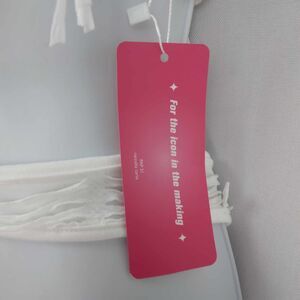 For the icon in the making